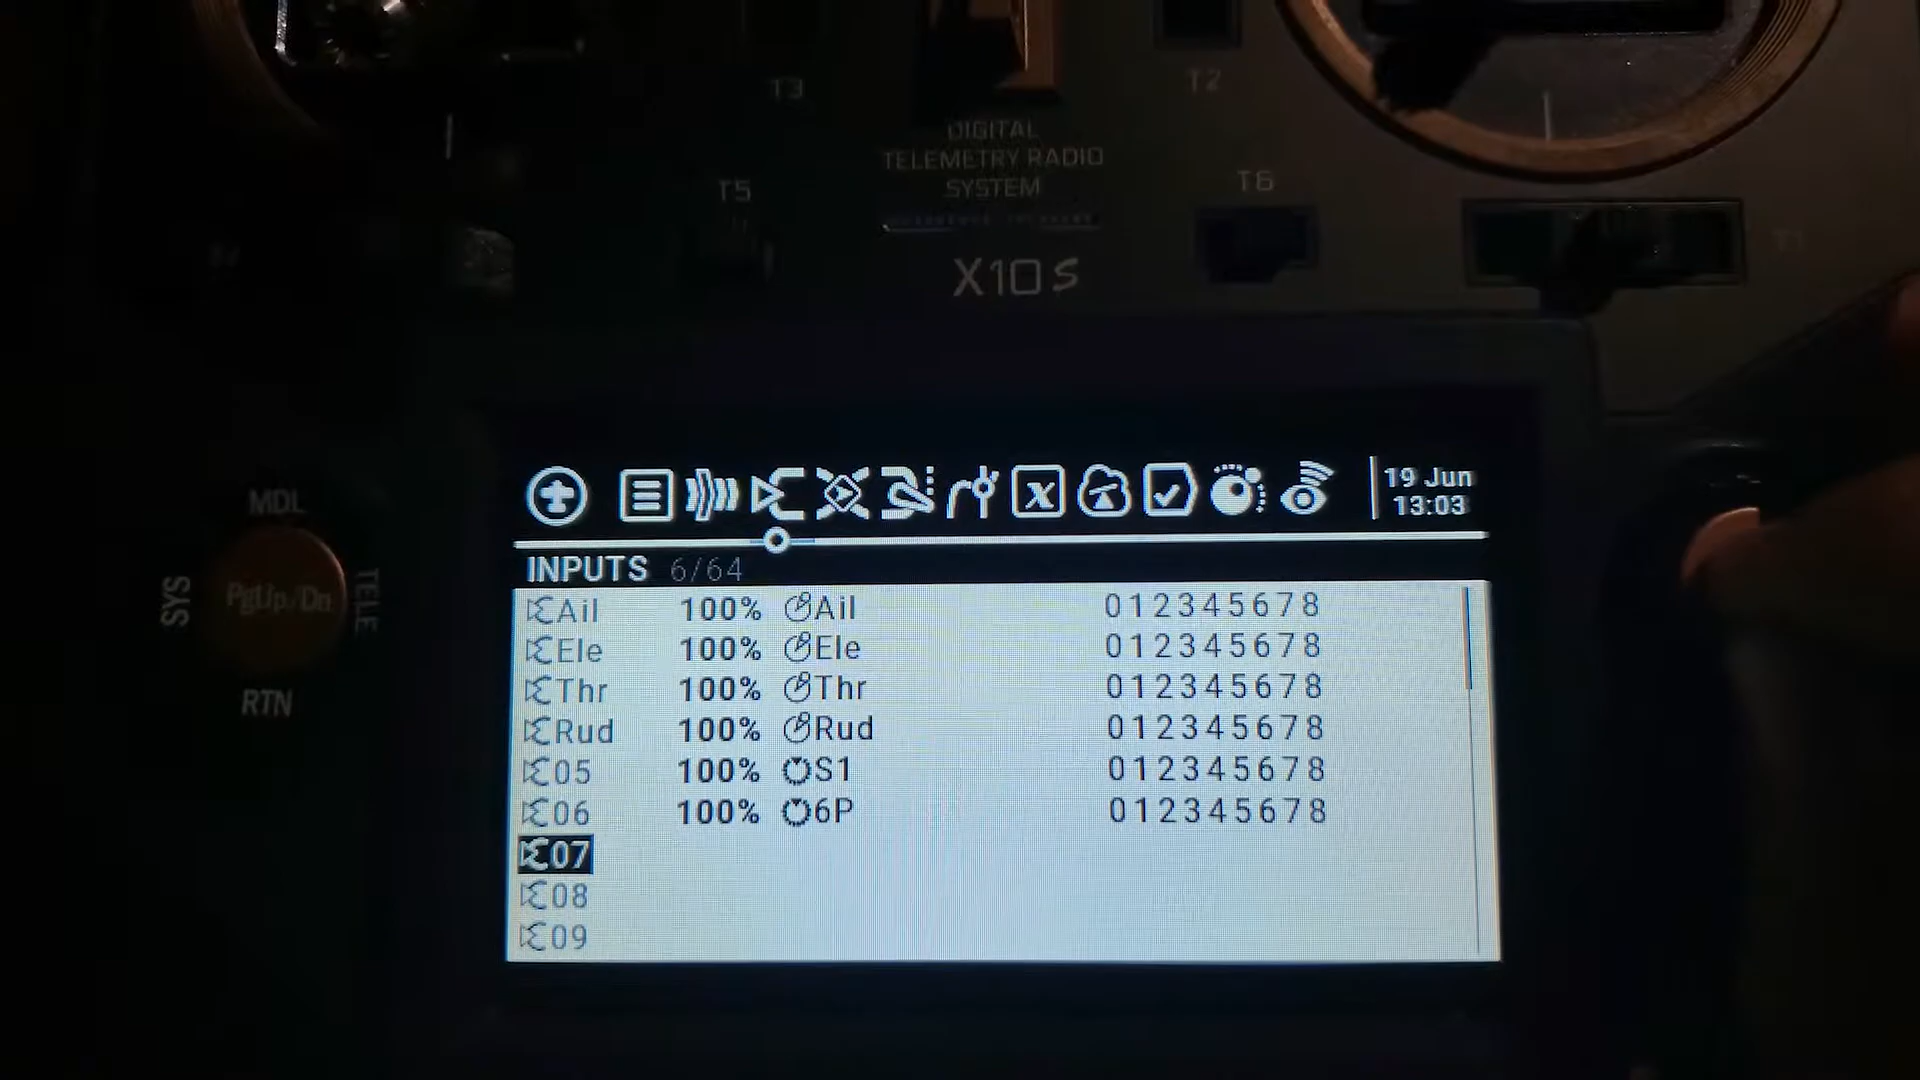 T3
T2
DIGITAL
TELEMETRY RADIO
SYSTEM
T5
T6
X10S
MDL
SYS
PgUp/Dn
TELE
RTN
19 Jun
13:03
INPUTS 6/64
Ail 100% Ail 012345678
Ele 100% Ele 012345678
Thr 100% Thr 012345678
Rud 100% Rud 012345678
05 100% S1 012345678
06 100% 6P 012345678
07
08
09